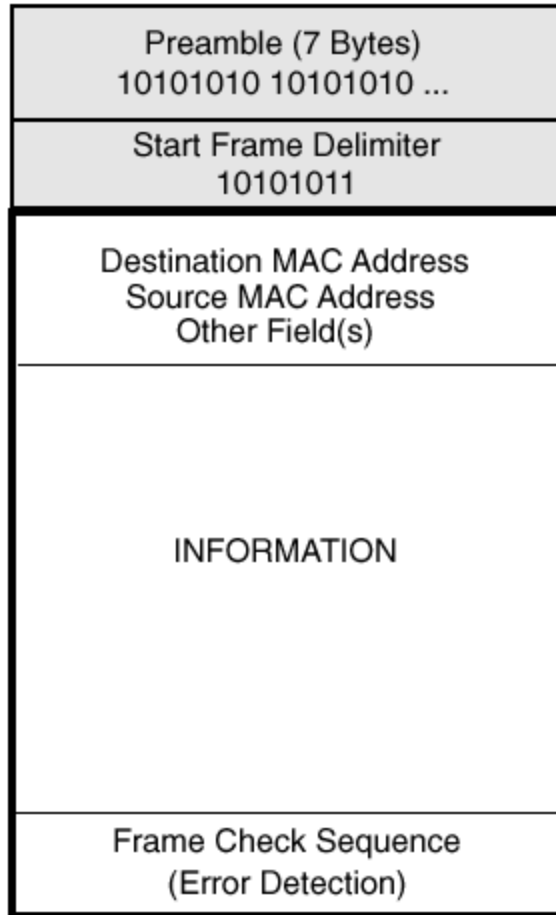 Preamble (7 Bytes)
10101010 10101010 ...
Start Frame Delimiter
10101011
Destination MAC Address
Source MAC Address
Other Field(s)
INFORMATION
Frame Check Sequence
(Error Detection)